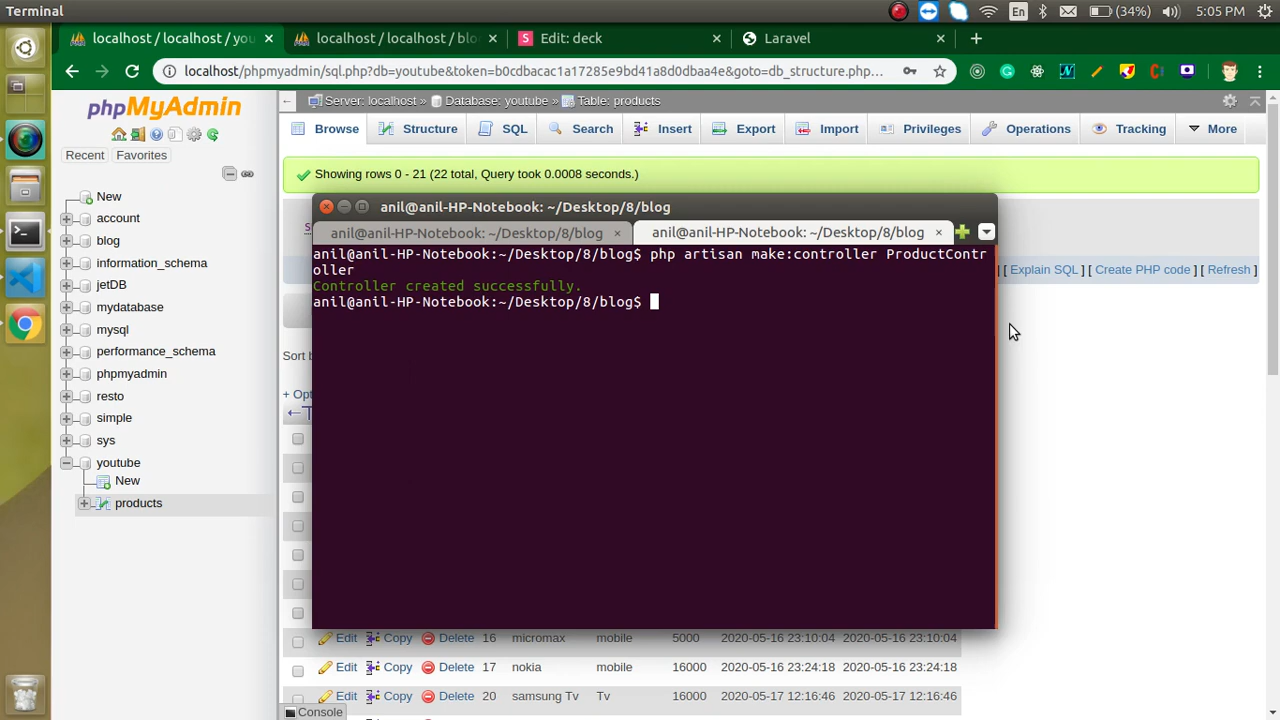 Terminal
En
(34%)
5:05 PM
localhost / localhost / you
localhost / localhost / blo
Edit: deck
Laravel
localhost/phpmyadmin/sql.php?db=youtube&token=b0cdbacac1a17285e9bd41a8d0dbaa4e&goto=db_structure.php...
phpMyAdmin
Recent
Favorites
New
account
blog
information_schema
jetDB
mydatabase
mysql
performance_schema
phpmyadmin
resto
simple
sys
youtube
New
products
Server: localhost » Database: youtube » Table: products
Browse
Structure
SQL
Search
Insert
Export
Import
Privileges
Operations
Tracking
More
Showing rows 0 - 21 (22 total, Query took 0.0008 seconds.)
[ Explain SQL ] [ Create PHP code ] [ Refresh ]
Sort b
+ Opt
anil@anil-HP-Notebook: ~/Desktop/8/blog
anil@anil-HP-Notebook: ~/Desktop/8/blog
anil@anil-HP-Notebook: ~/Desktop/8/blog
anil@anil-HP-Notebook:~/Desktop/8/blog$ php artisan make:controller ProductContr
oller
Controller created successfully.
anil@anil-HP-Notebook:~/Desktop/8/blog$
Edit Copy Delete 16 micromax mobile 5000 2020-05-16 23:10:04 2020-05-16 23:10:04
Edit Copy Delete 17 nokia mobile 16000 2020-05-16 23:24:18 2020-05-16 23:24:18
Edit Copy Delete 20 samsung Tv Tv 16000 2020-05-17 12:16:46 2020-05-17 12:16:46
Console